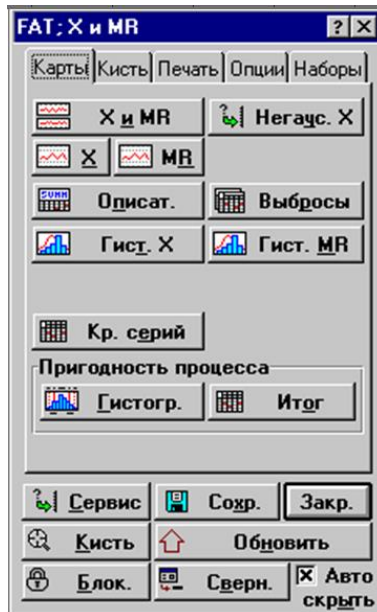 FAT; X и MR
Карты Кисть Печать Опции Наборы
X и MR Негаус. X
X MR
SUMM Описат. Выбросы
Гист. X Гист. MR
Кр. серий
Пригодность процесса
Гистогр. Итог
Сервис Сохр. Закр.
Кисть Обновить
Блок. Сверн. Авто
скрыть